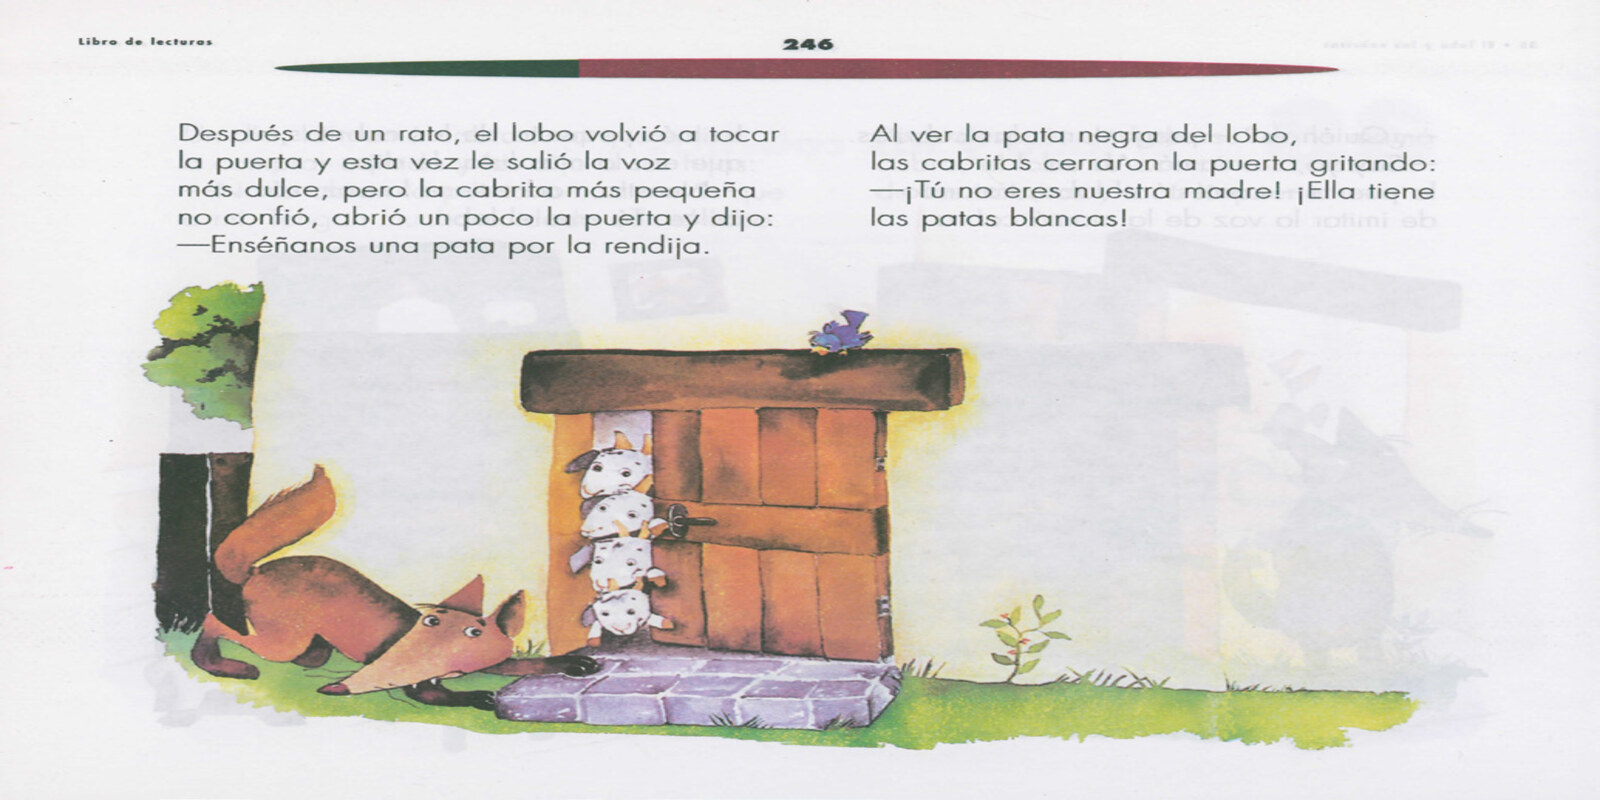 Libro de lecturas
246
Después de un rato, el lobo volvió a tocar
la puerta y esta vez le salió la voz
más dulce, pero la cabrita más pequeña
no confió, abrió un poco la puerta y dijo:
—Enséñanos una pata por la rendija.
Al ver la pata negra del lobo,
las cabritas cerraron la puerta gritando:
—¡Tú no eres nuestra madre! ¡Ella tiene
las patas blancas!